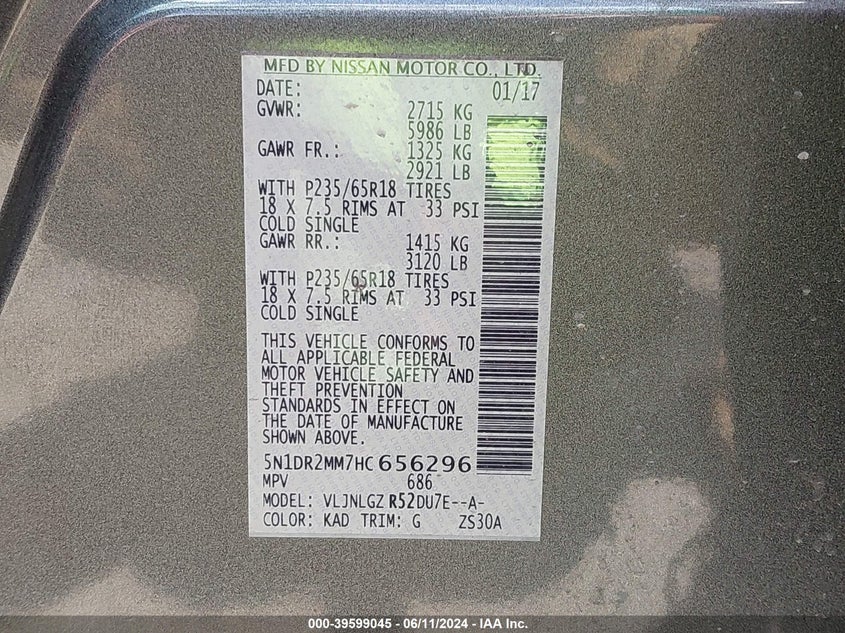 MFD BY NISSAN MOTOR CO., LTD.
DATE: 01/17
GVWR: 2715 KG
5986 LB
GAWR FR.: 1325 KG
2921 LB
WITH P235/65R18 TIRES
18 X 7.5 RIMS AT 33 PSI
COLD SINGLE
GAWR RR.: 1415 KG
3120 LB
WITH P235/65R18 TIRES
18 X 7.5 RIMS AT 33 PSI
COLD SINGLE
THIS VEHICLE CONFORMS TO
ALL APPLICABLE FEDERAL
MOTOR VEHICLE SAFETY AND
THEFT PREVENTION
STANDARDS IN EFFECT ON
THE DATE OF MANUFACTURE
SHOWN ABOVE.
5N1DR2MM7HC656296
MPV 686
MODEL: VLJNLGZ R52DU7E--A-
COLOR: KAD TRIM: G ZS30A
000-39599045 - 06/11/2024 - IAA Inc.